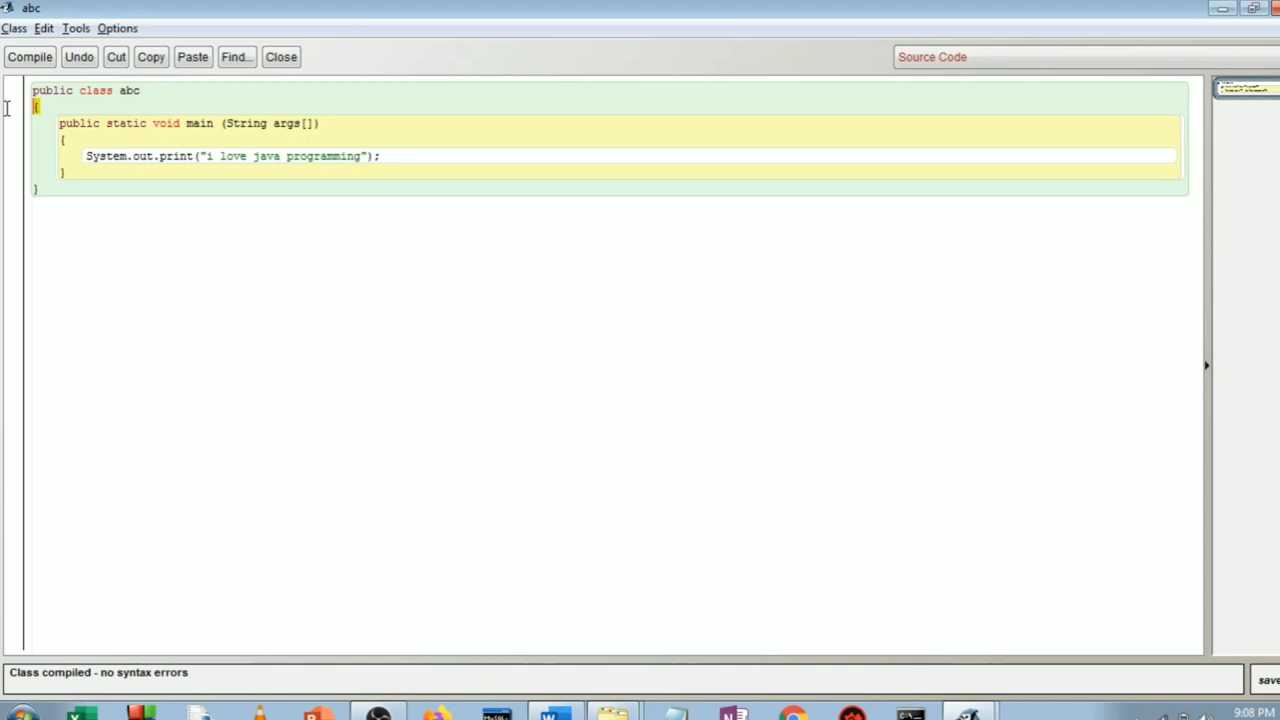 abc
Class Edit Tools Options
Compile Undo Cut Copy Paste Find... Close Source Code
public class abc
{
public static void main (String args[])
{
System.out.print("i love java programming");
}
}
Class compiled - no syntax errors
save
9:08 PM